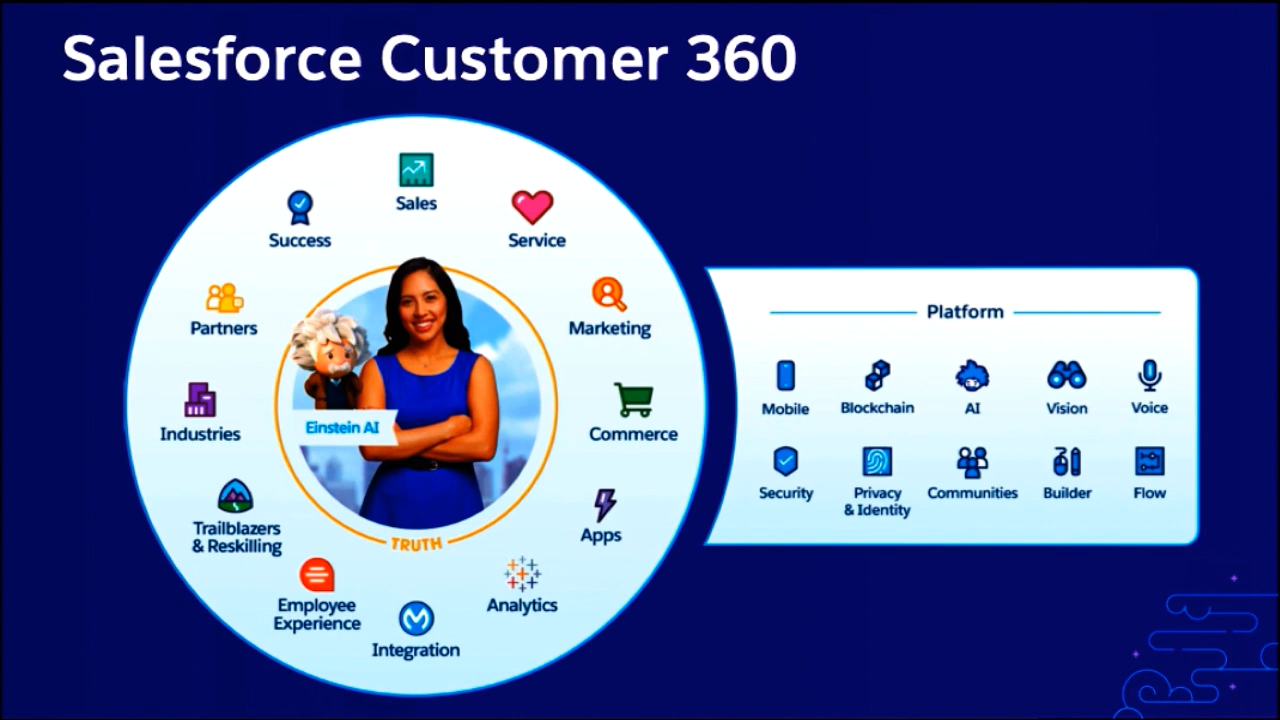 Salesforce Customer 360
Sales
Success
Service
Partners
Marketing
Industries
Einstein AI
Commerce
Trailblazers
& Reskilling
Apps
TRUTH
Employee
Experience
Analytics
Integration
Platform
Mobile
Blockchain
AI
Vision
Voice
Security
Privacy
& Identity
Communities
Builder
Flow